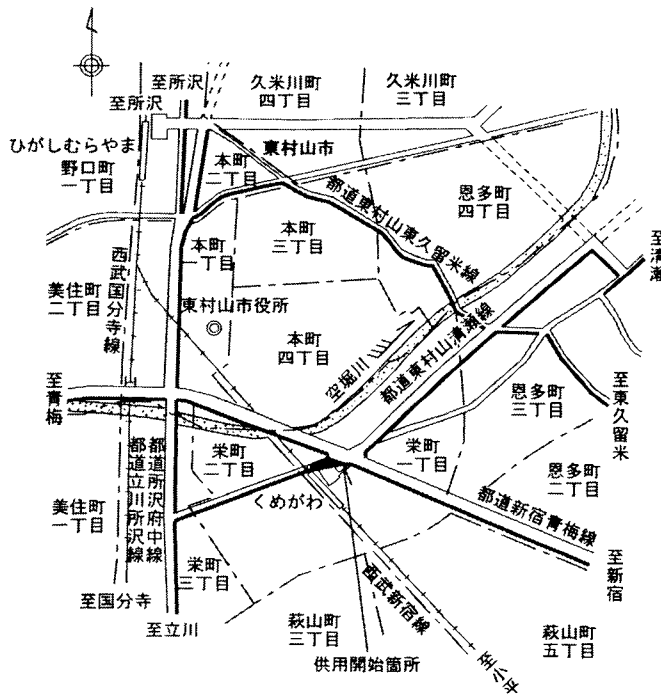 至所沢
至所沢
久米川町
四丁目
久米川町
三丁目
ひがしむらやま
東村山市
野口町
一丁目
本町
二丁目
都道東村山東久留米線
恩多町
四丁目
本町
三丁目
本町
一丁目
至清瀬
西武国分寺線
美住町
二丁目
東村山市役所
本町
四丁目
空堀川
都道東村山清瀬線
至青梅
恩多町
三丁目
至東久留米
栄町
二丁目
栄町
一丁目
恩多町
二丁目
都道所沢府中線
都道立川所沢線
くめがわ
都道新宿青梅線
美住町
一丁目
栄町
三丁目
西武新宿線
至新宿
至国分寺
至立川
萩山町
三丁目
萩山町
五丁目
供用開始箇所
至小平